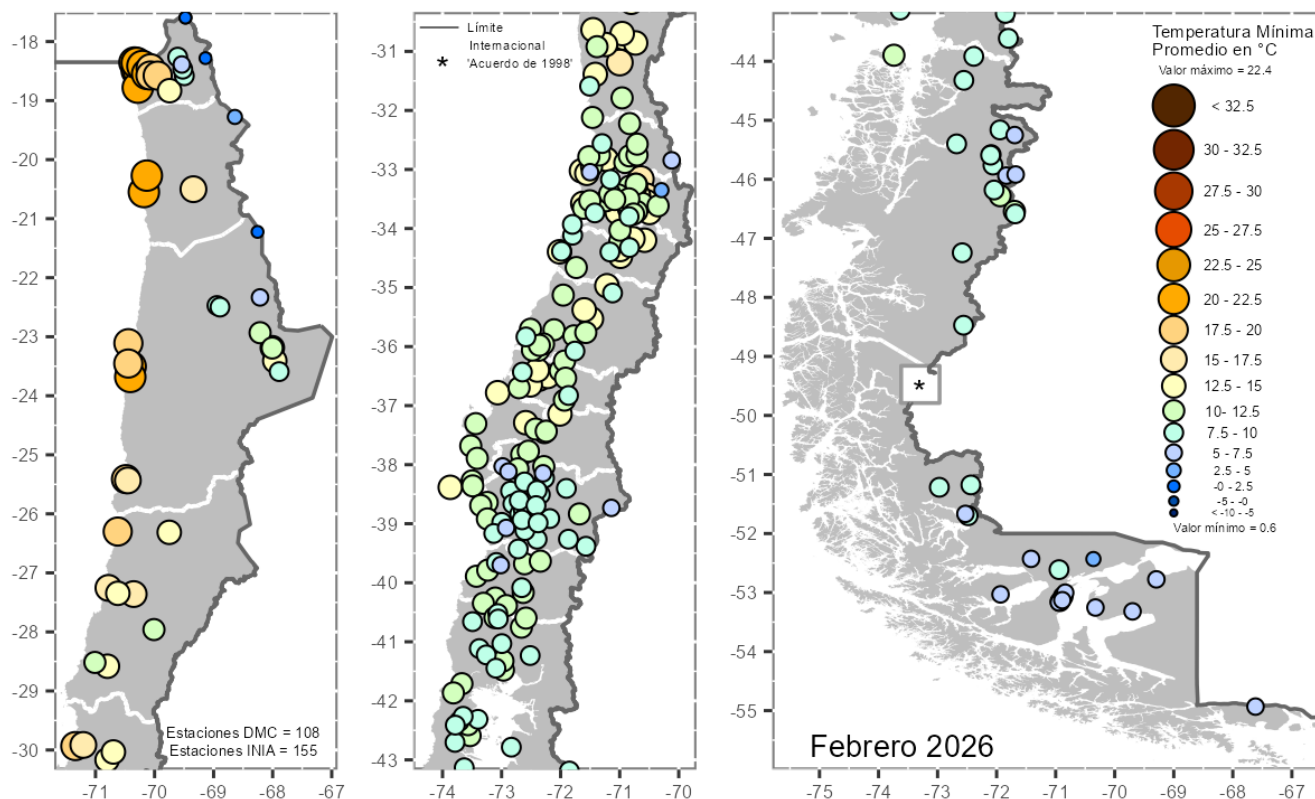 -18
-19
-20
-21
-22
-23
-24
-25
-26
-27
-28
-29
-30
-71
-70
-69
-68
-67
Estaciones DMC = 108
Estaciones INIA = 155
-31
-32
-33
-34
-35
-36
-37
-38
-39
-40
-41
-42
-43
-74
-73
-72
-71
-70
Límite
Internacional
* 'Acuerdo de 1998'
-44
-45
-46
-47
-48
-49
-50
-51
-52
-53
-54
-55
-75
-74
-73
-72
-71
-70
-69
-68
-67
*
Febrero 2026
Temperatura Mínima
Promedio en °C
Valor máximo = 22.4
< 32.5
30 - 32.5
27.5 - 30
25 - 27.5
22.5 - 25
20 - 22.5
17.5 - 20
15 - 17.5
12.5 - 15
10- 12.5
7.5 - 10
5 - 7.5
2.5 - 5
-0 - 2.5
-5 - -0
< -10 - -5
Valor mínimo = 0.6